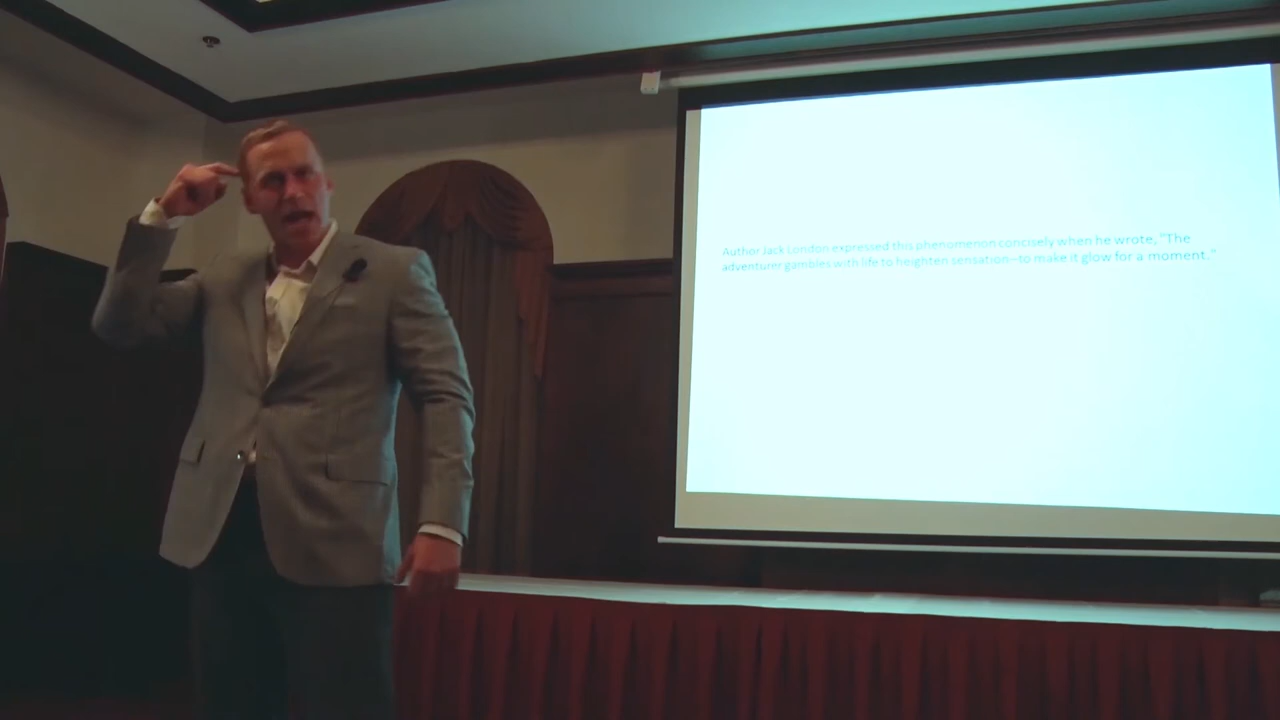 Author Jack London expressed this phenomenon concisely when he wrote, "The
adventurer gambles with life to heighten sensation—to make it glow for a moment."